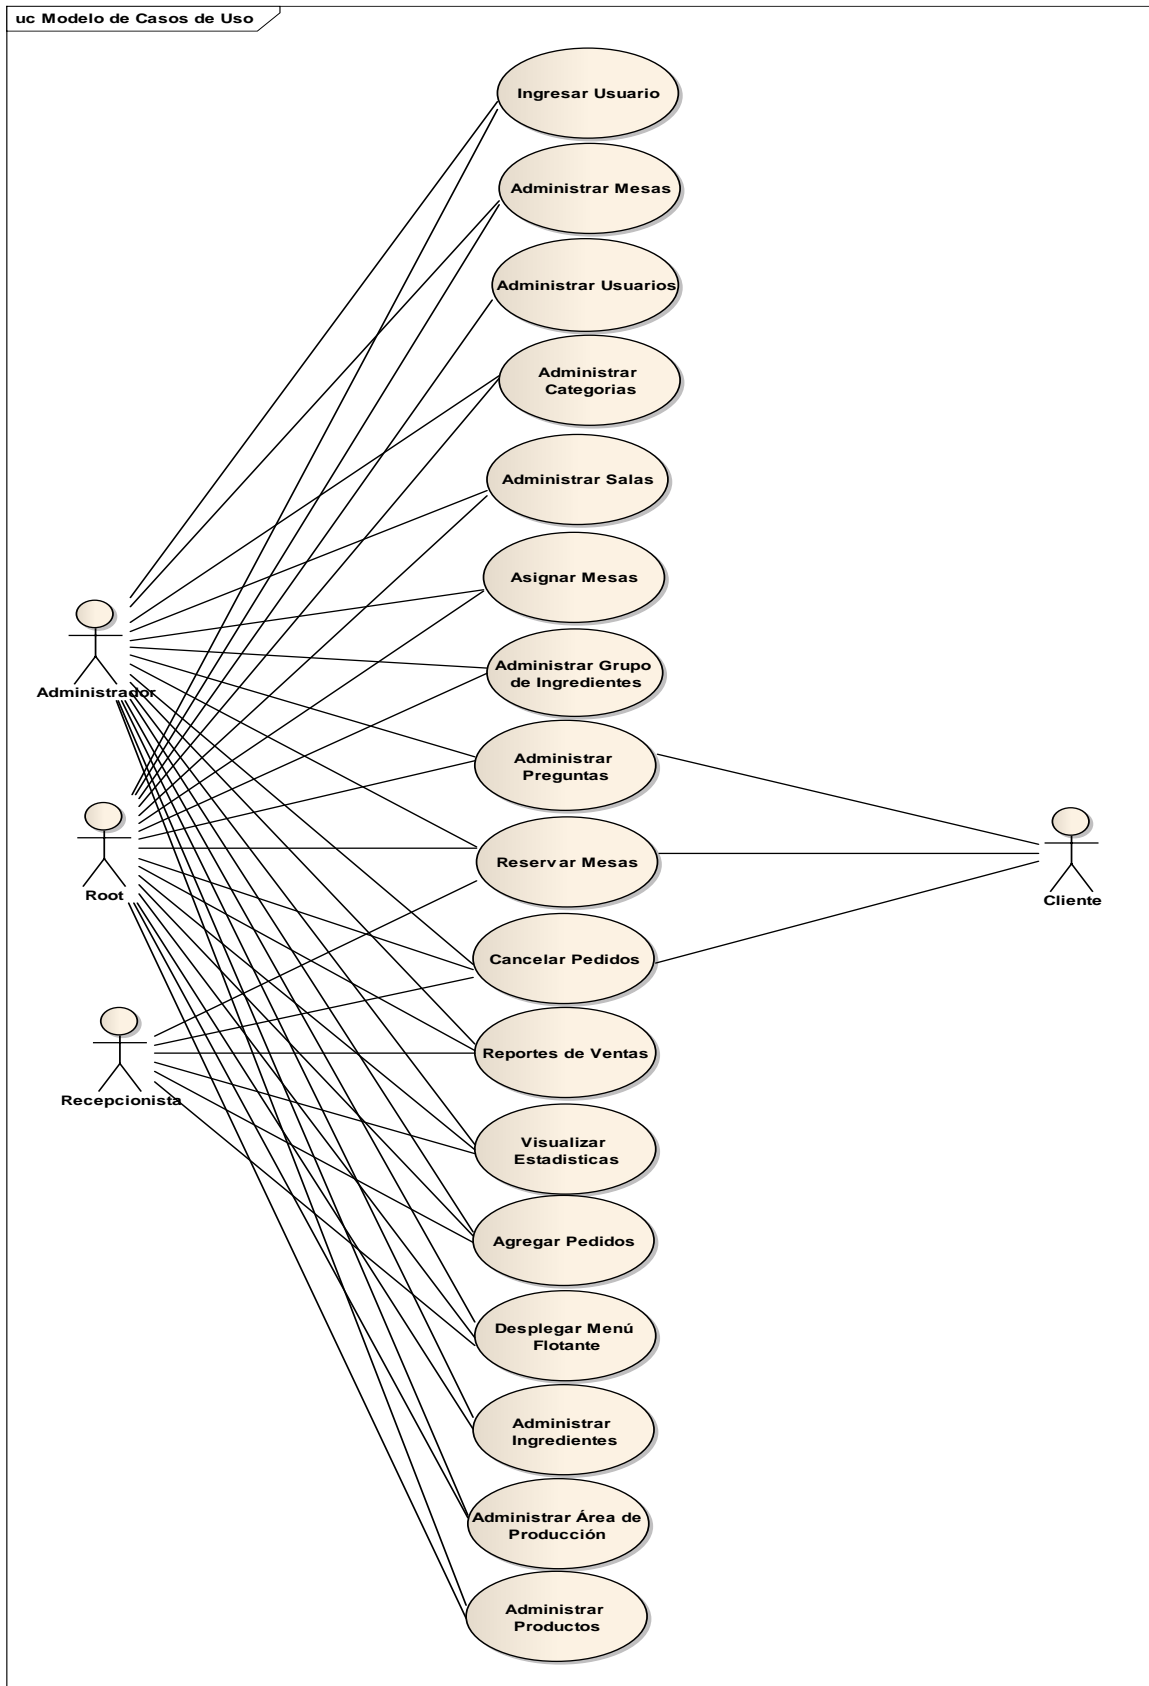 uc Modelo de Casos de Uso
Ingresar Usuario
Administrar Mesas
Administrar Usuarios
Administrar
Categorias
Administrar Salas
Asignar Mesas
Administrar Grupo
de Ingredientes
Administrador
Administrar
Preguntas
Reservar Mesas
Root
Cliente
Cancelar Pedidos
Reportes de Ventas
Recepcionista
Visualizar
Estadisticas
Agregar Pedidos
Desplegar Menú
Flotante
Administrar
Ingredientes
Administrar Área de
Producción
Administrar
Productos